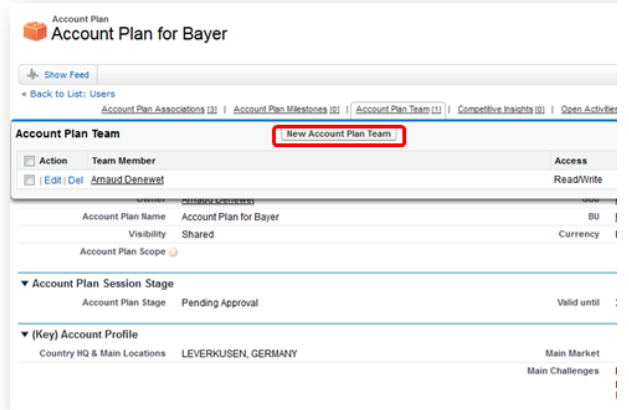 Account Plan
Account Plan for Bayer
Show Feed
« Back to List: Users
Account Plan Associations [3] | Account Plan Milestones [0] | Account Plan Team [1] | Competitive Insights [0] | Open Activities
Account Plan Team New Account Plan Team
Action Team Member Access
| Edit | Del Arnaud Denewet Read/Write
Owner Arnaud Denewet GBU
Account Plan Name Account Plan for Bayer BU
Visibility Shared Currency
Account Plan Scope
Account Plan Session Stage
Account Plan Stage Pending Approval Valid until
(Key) Account Profile
Country HQ & Main Locations LEVERKUSEN, GERMANY Main Market
Main Challenges